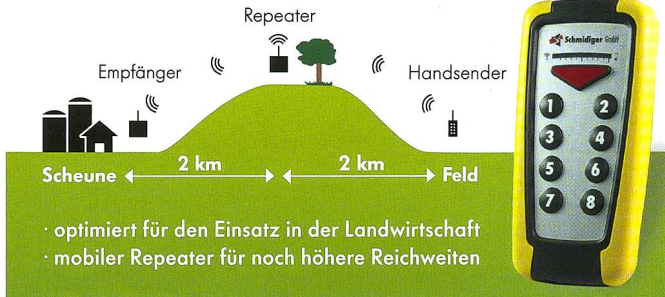 Repeater
Empfänger
Handsender
Scheune
2 km
2 km
Feld
· optimiert für den Einsatz in der Landwirtschaft
· mobiler Repeater für noch höhere Reichweiten
Schmidiger GmbH
1 2
3 4
5 6
7 8